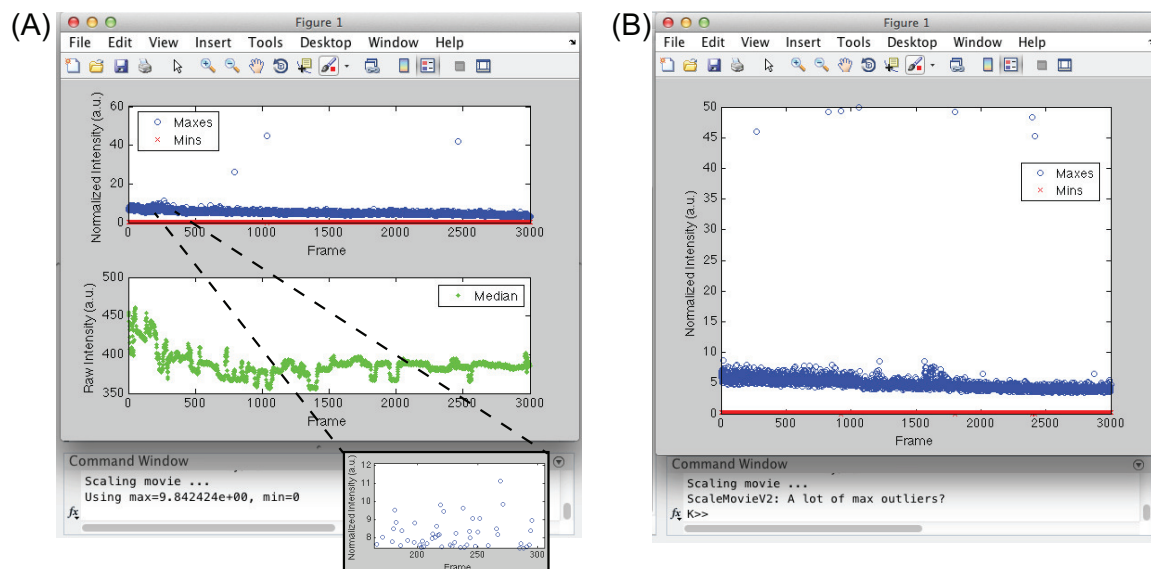 (A)
Figure 1
File Edit View Insert Tools Desktop Window Help
60
40
20
0
Normalized Intensity (a.u.)
Maxes
Mins
0 500 1000 1500 2000 2500 3000
Frame
500
450
400
350
Raw Intensity (a.u.)
Median
0 500 1000 1500 2000 2500 3000
Frame
Command Window
Scaling movie ...
Using max=9.842424e+00, min=0
fx
12
11
10
9
8
Normalized Intensity (a.u.)
200 250 300
Frame
(B)
Figure 1
File Edit View Insert Tools Desktop Window Help
50
45
40
35
30
25
20
15
10
5
0
Normalized Intensity (a.u.)
Maxes
Mins
0 500 1000 1500 2000 2500 3000
Frame
Command Window
Scaling movie ...
ScaleMovieV2: A lot of max outliers?
fx K>>